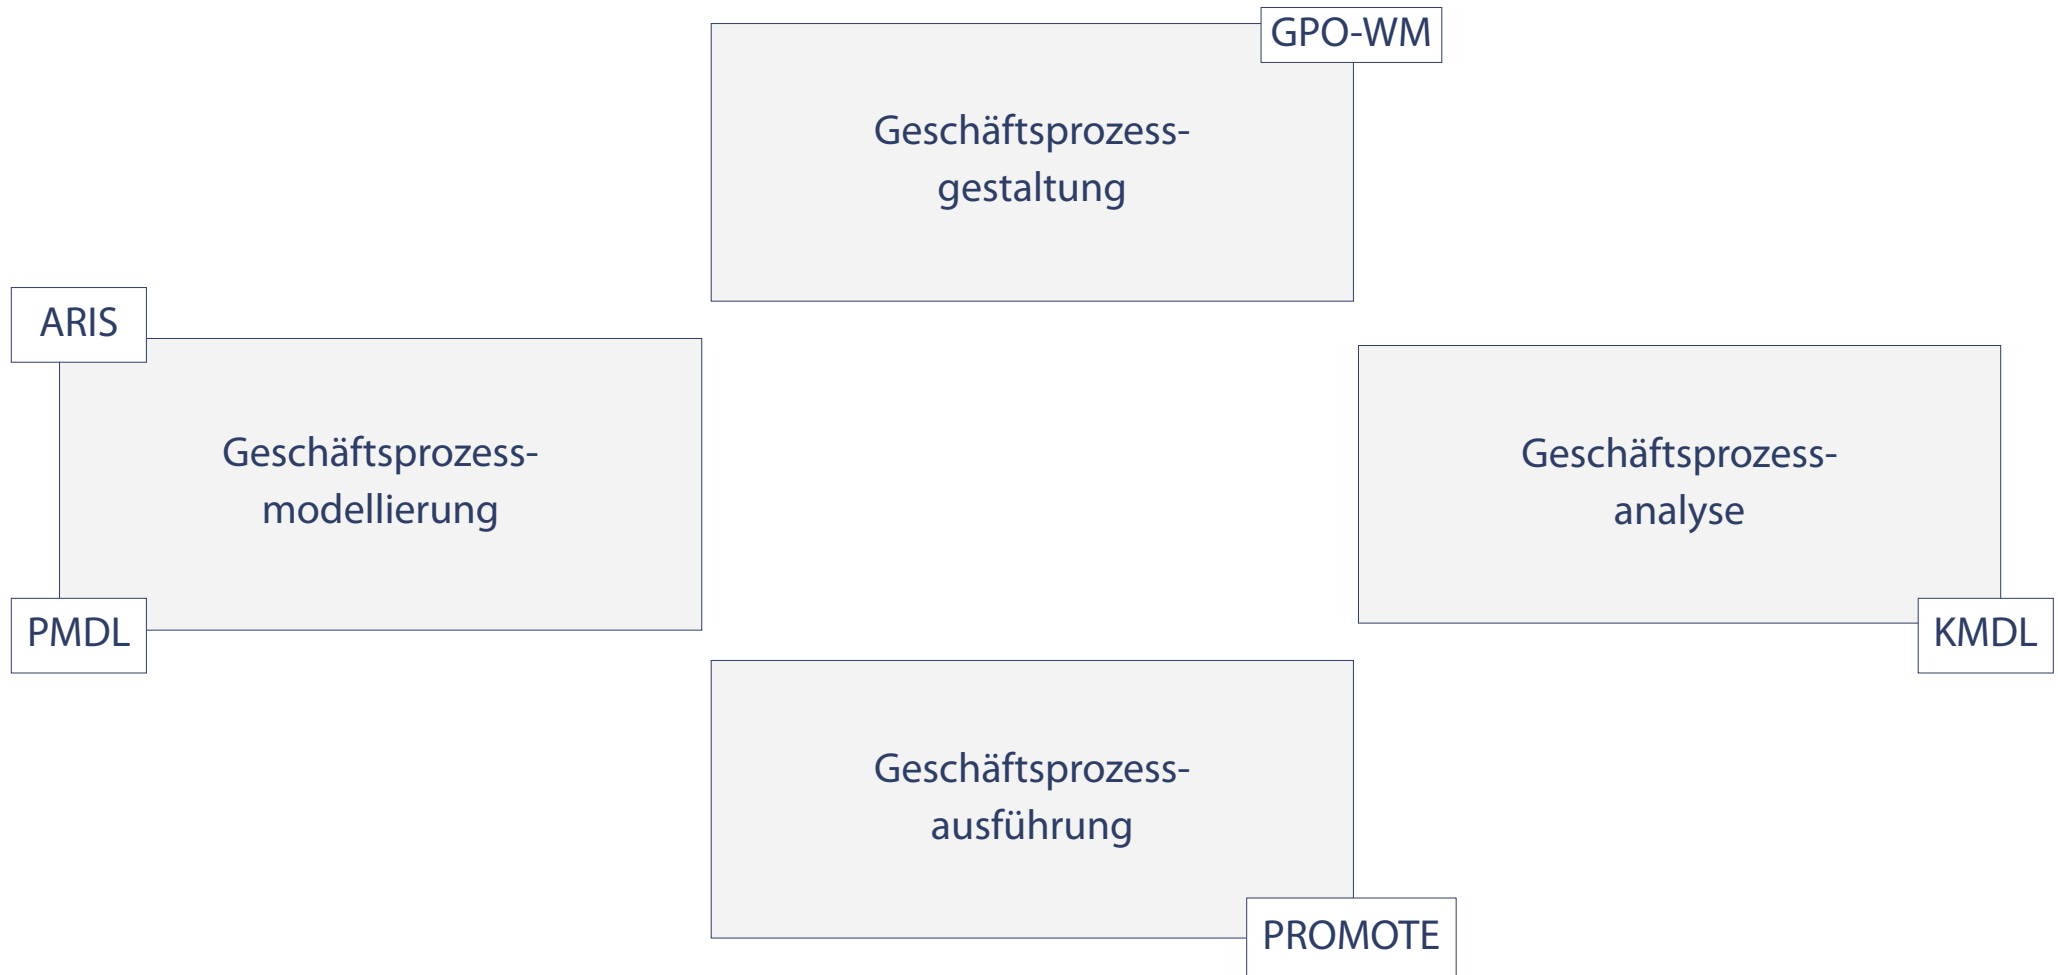 GPO-WM
Geschäftsprozess-
gestaltung
ARIS
Geschäftsprozess-
modellierung
PMDL
Geschäftsprozess-
analyse
KMDL
Geschäftsprozess-
ausführung
PROMOTE